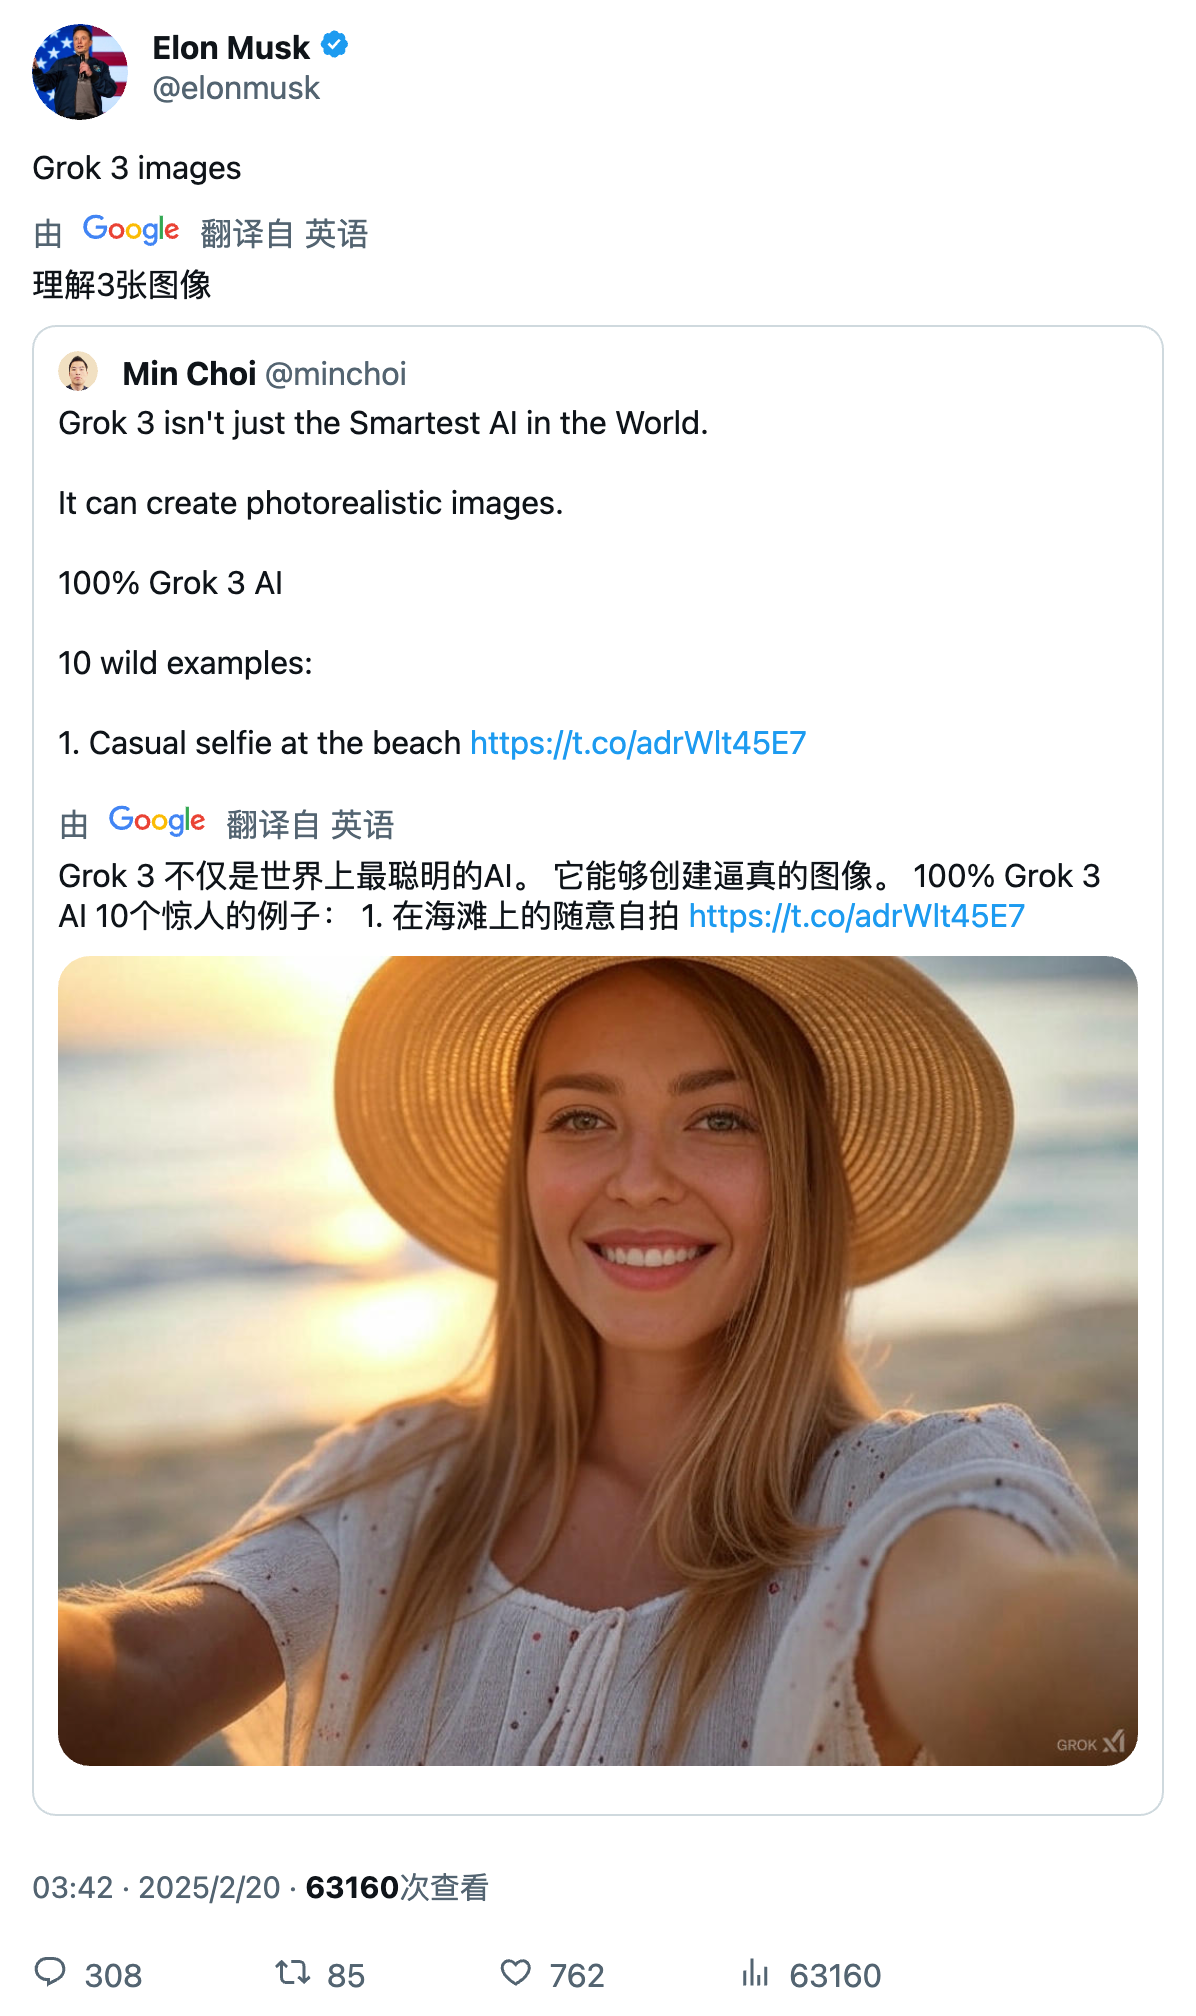 Elon Musk
@elonmusk
Grok 3 images
由 Google 翻译自 英语
理解3张图像
Min Choi @minchoi
Grok 3 isn't just the Smartest AI in the World.
It can create photorealistic images.
100% Grok 3 AI
10 wild examples:
1. Casual selfie at the beach https://t.co/adrWlt45E7
由 Google 翻译自 英语
Grok 3 不仅是世界上最聪明的AI。 它能够创建逼真的图像。 100% Grok 3
AI 10个惊人的例子： 1. 在海滩上的随意自拍 https://t.co/adrWlt45E7
GROK
03:42 · 2025/2/20 · 63160次查看
308 85 762 63160